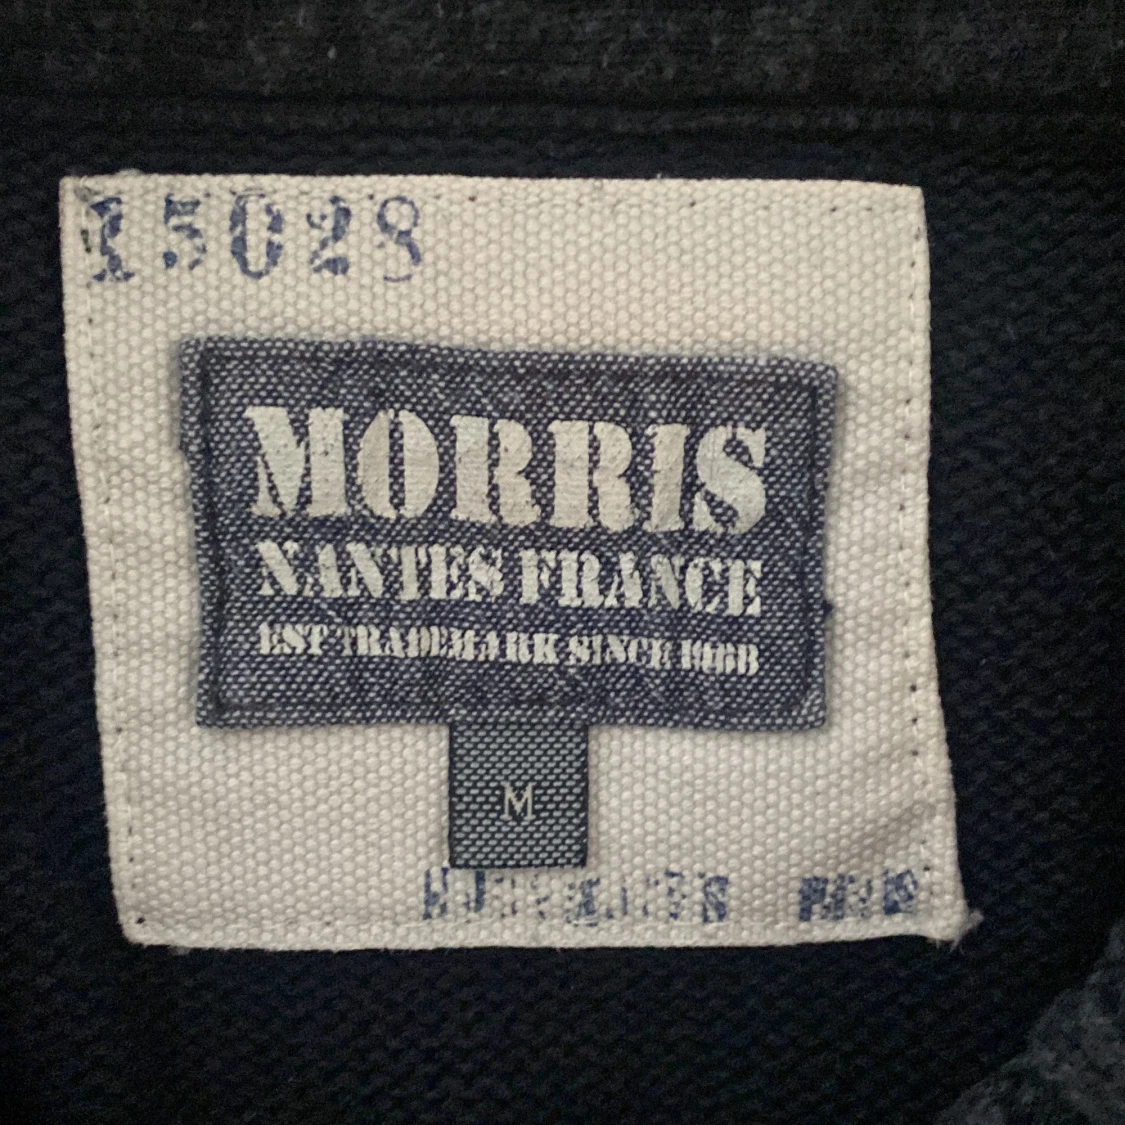 15028
MORRIS
NANTES FRANCE
EST TRADEMARK SINCE 1968
M